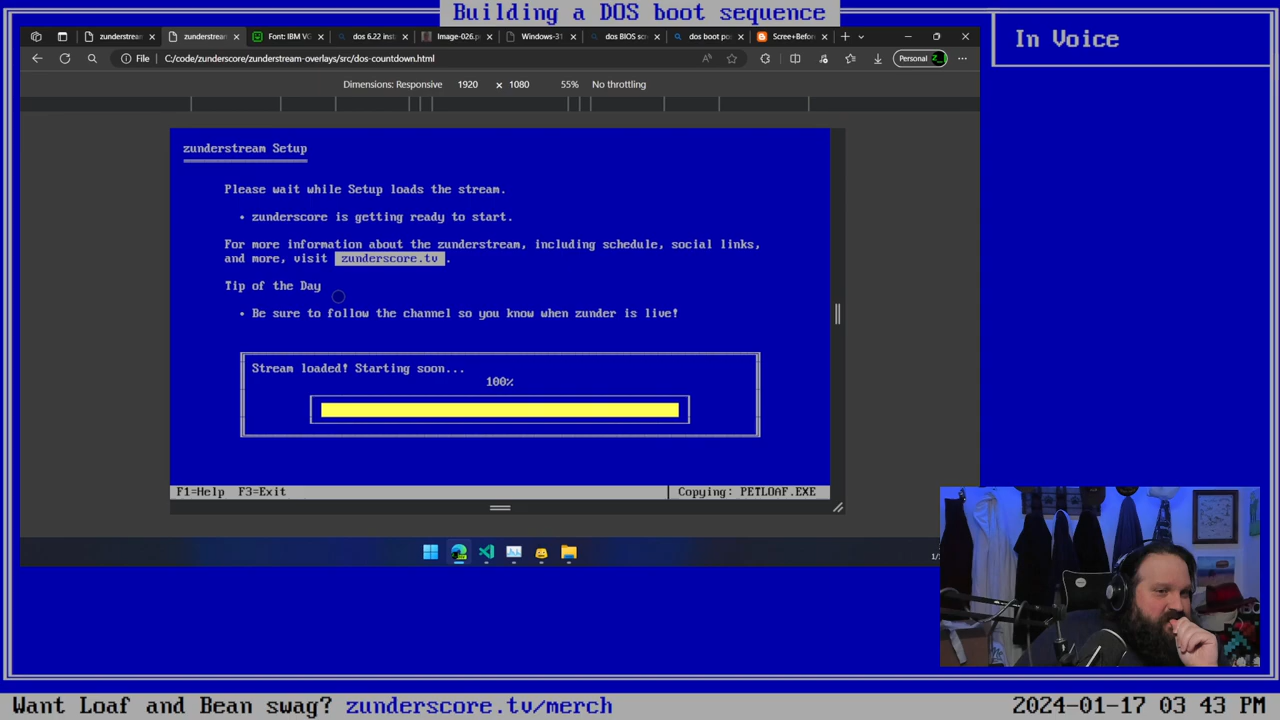 Building a DOS boot sequence
In Voice
zunderstream
zunderstream
Font: IBM VG
dos 6.22 inst
Image-026.p
Windows-31
dos BIOS scr
dos boot po
Scree+Befor
File
C:/code/zunderscore/zunderstream-overlays/src/dos-countdown.html
Personal
Dimensions: Responsive 1920 × 1080 55% No throttling
zunderstream Setup
Please wait while Setup loads the stream.
• zunderscore is getting ready to start.
For more information about the zunderstream, including schedule, social links,
and more, visit zunderscore.tv.
Tip of the Day
• Be sure to follow the channel so you know when zunder is live!
Stream loaded! Starting soon...
100%
F1=Help F3=Exit
Copying: PETLOAF.EXE
Want Loaf and Bean swag? zunderscore.tv/merch
2024-01-17 03 43 PM